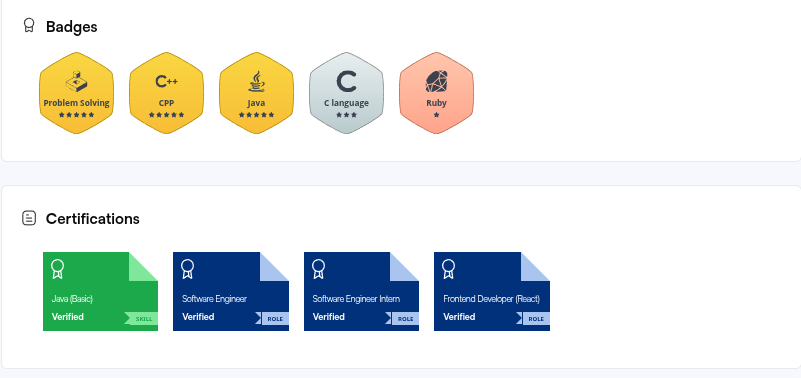 Badges
C++
C
Problem Solving
CPP
Java
C language
Ruby
Certifications
Java (Basic)
Verified
SKILL
Software Engineer
Verified
ROLE
Software Engineer Intern
Verified
ROLE
Frontend Developer (React)
Verified
ROLE